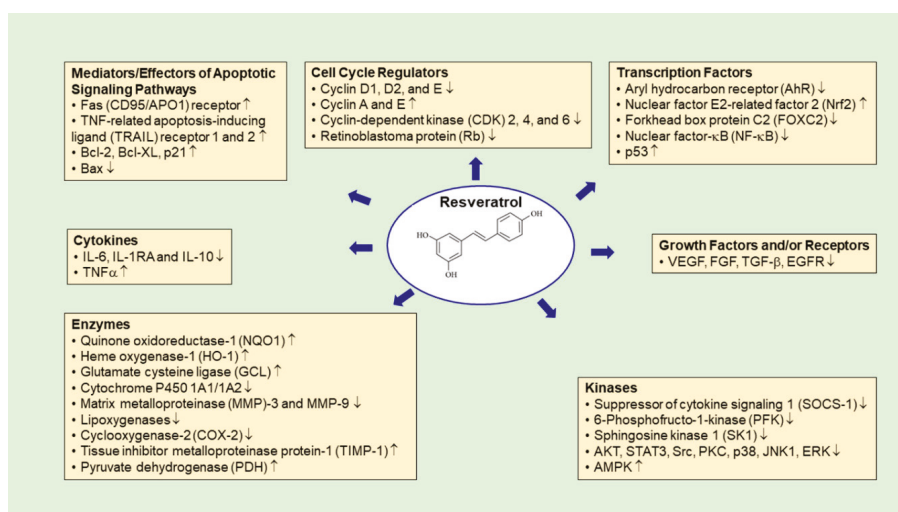 Mediators/Effectors of Apoptotic
Signaling Pathways
• Fas (CD95/APO1) receptor ↑
• TNF-related apoptosis-inducing
ligand (TRAIL) receptor 1 and 2 ↑
• Bcl-2, Bcl-XL, p21 ↑
• Bax ↓
Cell Cycle Regulators
• Cyclin D1, D2, and E ↓
• Cyclin A and E ↑
• Cyclin-dependent kinase (CDK) 2, 4, and 6 ↓
• Retinoblastoma protein (Rb) ↓
Transcription Factors
• Aryl hydrocarbon receptor (AhR) ↓
• Nuclear factor E2-related factor 2 (Nrf2) ↑
• Forkhead box protein C2 (FOXC2) ↓
• Nuclear factor-κB (NF-κB) ↓
• p53 ↑
Resveratrol
OH
HO
OH
Cytokines
• IL-6, IL-1RA and IL-10 ↓
• TNFα ↑
Growth Factors and/or Receptors
• VEGF, FGF, TGF-β, EGFR ↓
Enzymes
• Quinone oxidoreductase-1 (NQO1) ↑
• Heme oxygenase-1 (HO-1) ↑
• Glutamate cysteine ligase (GCL) ↑
• Cytochrome P450 1A1/1A2 ↓
• Matrix metalloproteinase (MMP)-3 and MMP-9 ↓
• Lipoxygenases ↓
• Cyclooxygenase-2 (COX-2) ↓
• Tissue inhibitor metalloproteinase protein-1 (TIMP-1) ↑
• Pyruvate dehydrogenase (PDH) ↑
Kinases
• Suppressor of cytokine signaling 1 (SOCS-1) ↓
• 6-Phosphofructo-1-kinase (PFK) ↓
• Sphingosine kinase 1 (SK1) ↓
• AKT, STAT3, Src, PKC, p38, JNK1, ERK ↓
• AMPK ↑